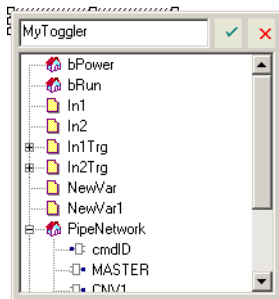 MyToggler
bPower
bRun
In1
In2
In1Trg
In2Trg
NewVar
NewVar1
PipeNetwork
cmdID
MASTER
CNV1